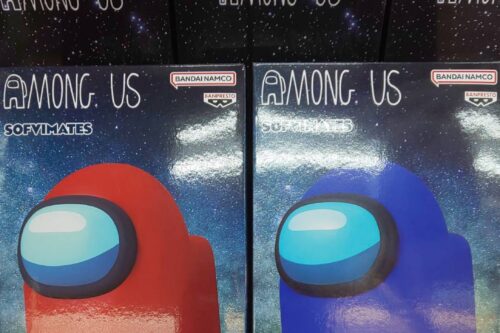 AMONG US
BANDAI NAMCO
BANPRESTO
SOFVIMATES
AMONG US
BANDAI NAMCO
BANPRESTO
SOFVIMATES